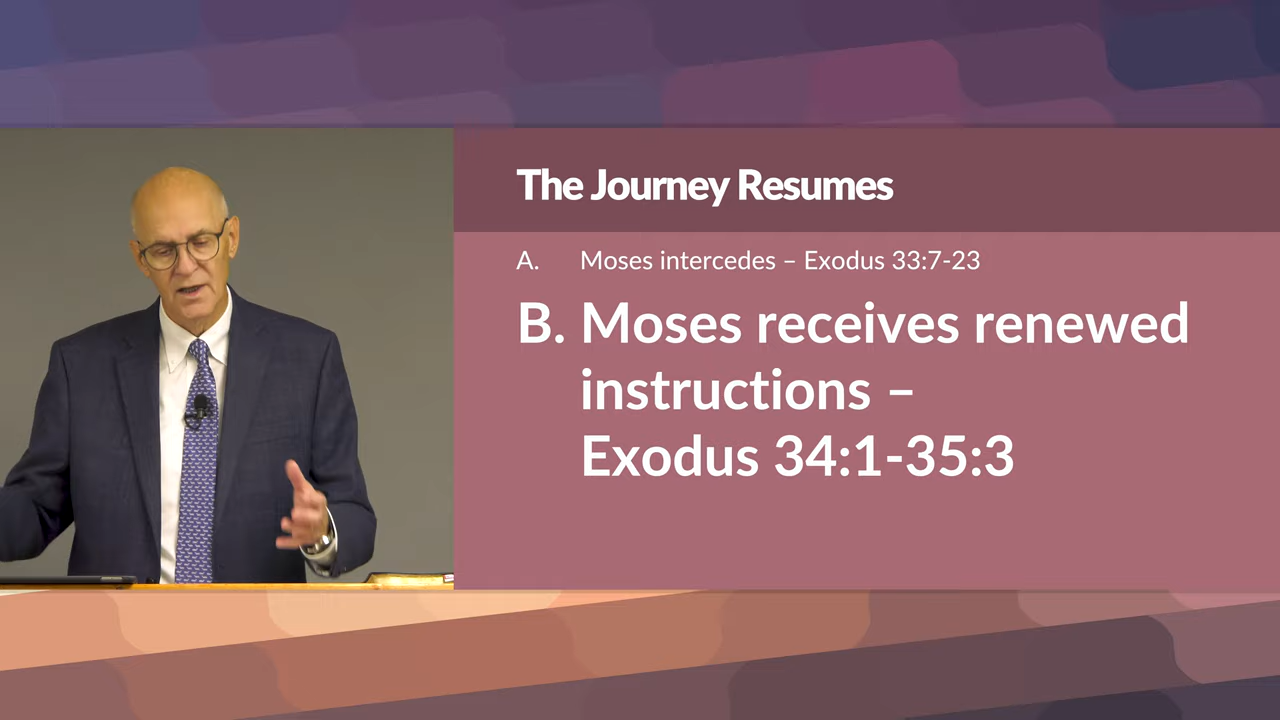 The Journey Resumes
A. Moses intercedes – Exodus 33:7-23
B. Moses receives renewed
instructions –
Exodus 34:1-35:3